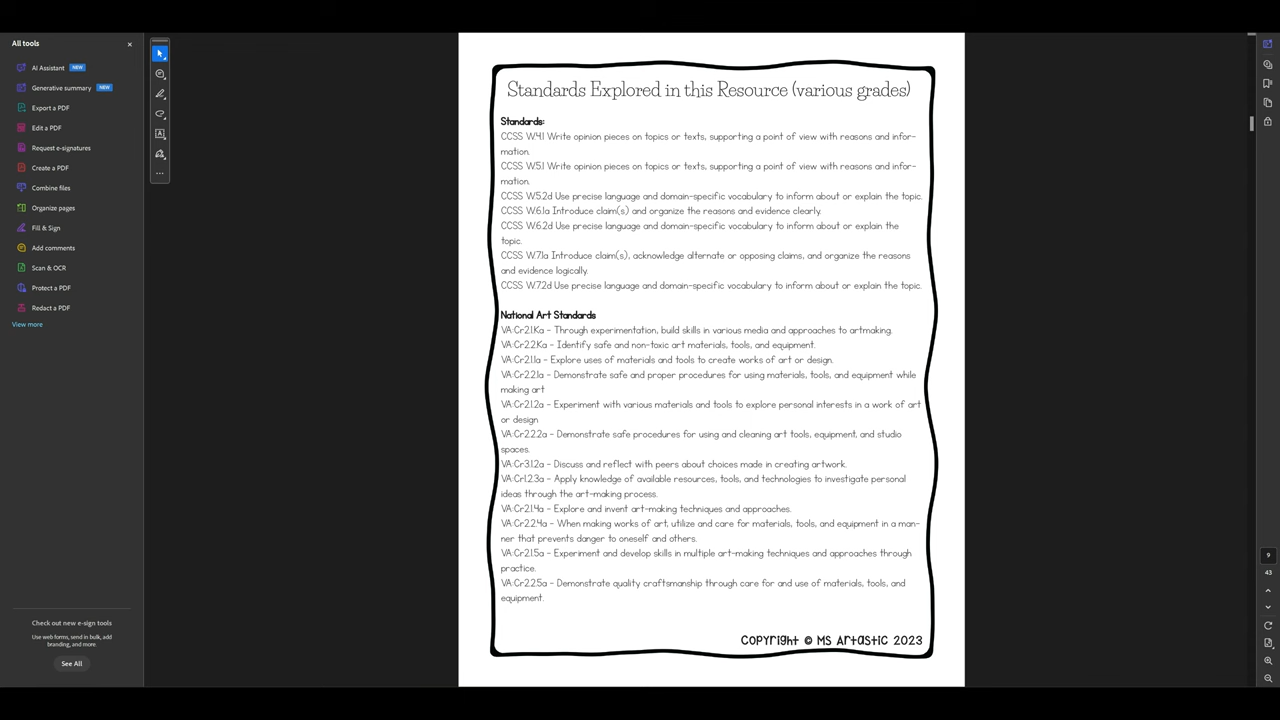 All tools
AI Assistant NEW
Generative summary NEW
Export a PDF
Edit a PDF
Request e-signatures
Create a PDF
Combine files
Organize pages
Fill & Sign
Add comments
Scan & OCR
Protect a PDF
Redact a PDF
View more
Check out new e-sign tools
Use web forms, send in bulk, add
branding, and more
See All
Standards Explored in this Resource (various grades)
Standards:
CCSS W.4.1 Write opinion pieces on topics or texts, supporting a point of view with reasons and infor-
mation.
CCSS W.5.1 Write opinion pieces on topics or texts, supporting a point of view with reasons and infor-
mation.
CCSS W.5.2d Use precise language and domain-specific vocabulary to inform about or explain the topic.
CCSS W.6.1a Introduce claim(s) and organize the reasons and evidence clearly.
CCSS W.6.2d Use precise language and domain-specific vocabulary to inform about or explain the
topic.
CCSS W.7.1a Introduce claim(s), acknowledge alternate or opposing claims, and organize the reasons
and evidence logically.
CCSS W.7.2d Use precise language and domain-specific vocabulary to inform about or explain the topic.
National Art Standards
VA:Cr2.1.Ka - Through experimentation, build skills in various media and approaches to artmaking.
VA:Cr2.2.Ka - Identify safe and non-toxic art materials, tools, and equipment.
VA:Cr2.1.1a - Explore uses of materials and tools to create works of art or design.
VA:Cr2.2.1a - Demonstrate safe and proper procedures for using materials, tools, and equipment while
making art
VA:Cr2.1.2a - Experiment with various materials and tools to explore personal interests in a work of art
or design
VA:Cr2.2.2a - Demonstrate safe procedures for using and cleaning art tools, equipment, and studio
spaces.
VA:Cr3.1.2a - Discuss and reflect with peers about choices made in creating artwork.
VA:Cr1.2.3a - Apply knowledge of available resources, tools, and technologies to investigate personal
ideas through the art-making process.
VA:Cr2.1.4a - Explore and invent art-making techniques and approaches.
VA:Cr2.2.4a - When making works of art, utilize and care for materials, tools, and equipment in a man-
ner that prevents danger to oneself and others.
VA:Cr2.1.5a - Experiment and develop skills in multiple art-making techniques and approaches through
practice.
VA:Cr2.2.5a - Demonstrate quality craftsmanship through care for and use of materials, tools, and
equipment.
Copyright © Ms Artastic 2023
9
43